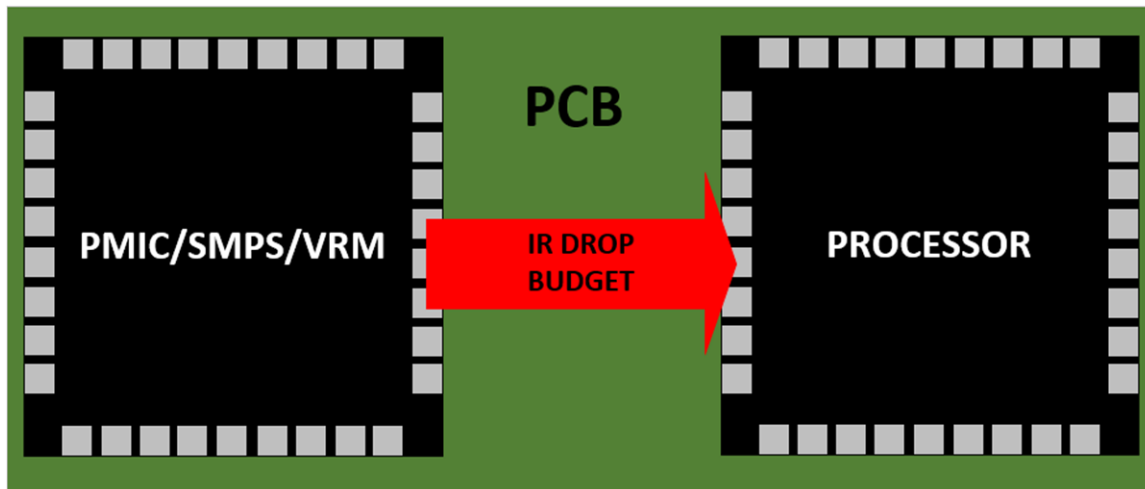 PCB
PMIC/SMPS/VRM
IR DROP
BUDGET
PROCESSOR